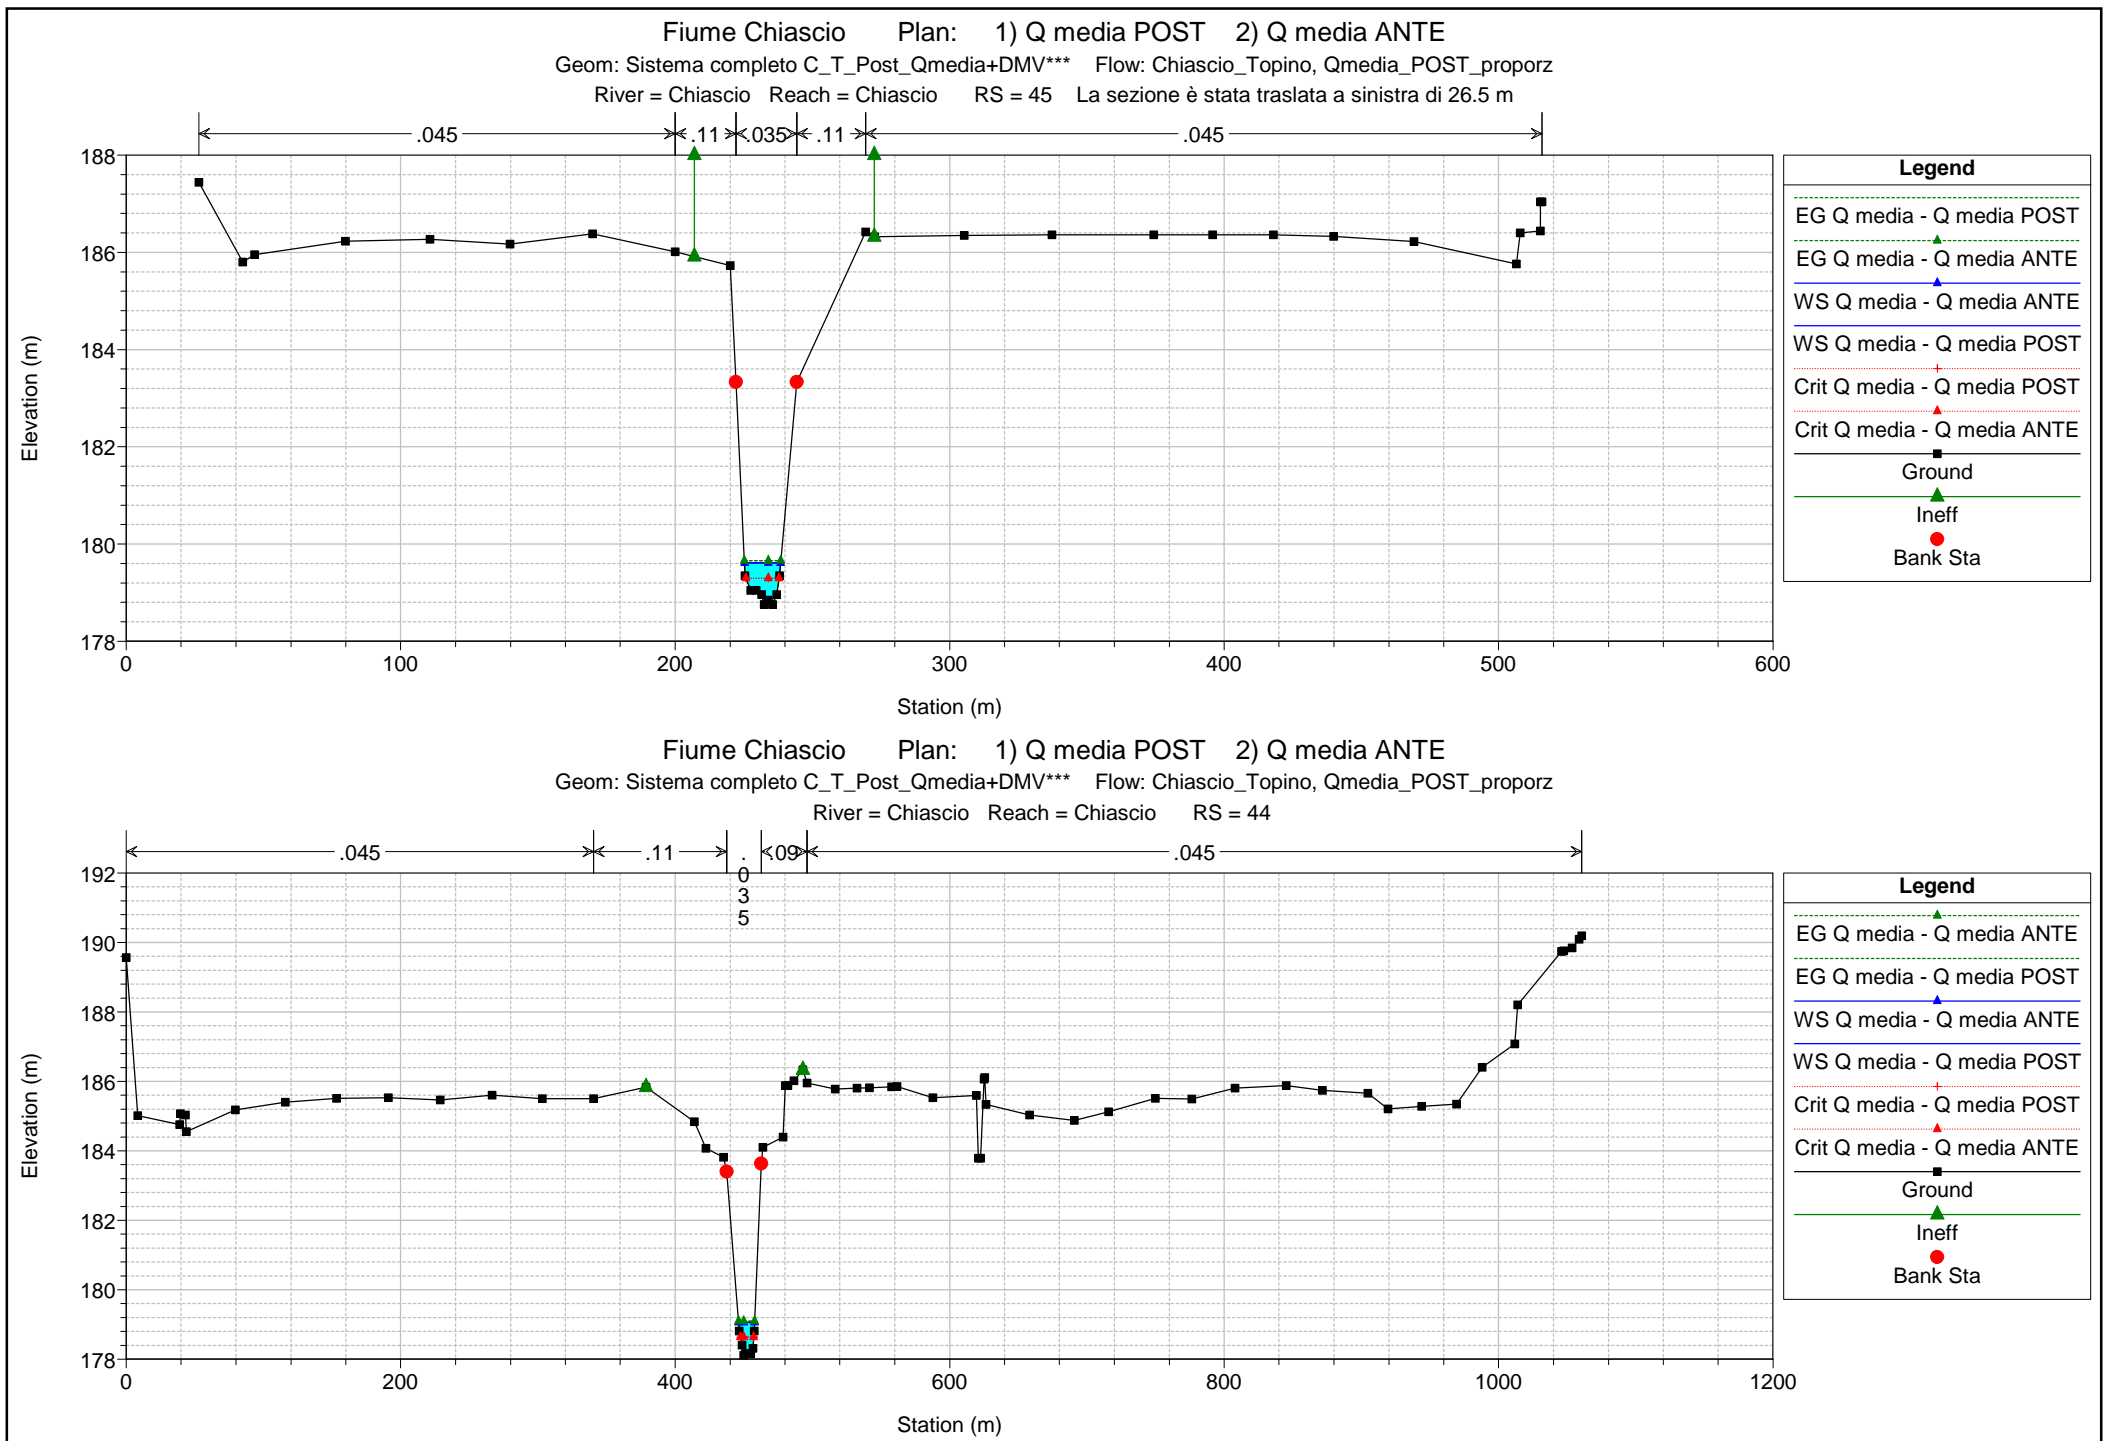 Fiume Chiascio Plan: 1) Q media POST 2) Q media ANTE
Geom: Sistema completo C_T_Post_Qmedia+DMV*** Flow: Chiascio_Topino, Qmedia_POST_proporz
River = Chiascio Reach = Chiascio RS = 45 La sezione è stata traslata a sinistra di 26.5 m
.045 .11 .035 .11 .045
188
186
184
182
180
178
Elevation (m)
0 100 200 300 400 500 600
Station (m)
Legend
EG Q media - Q media POST
EG Q media - Q media ANTE
WS Q media - Q media ANTE
WS Q media - Q media POST
Crit Q media - Q media POST
Crit Q media - Q media ANTE
Ground
Ineff
Bank Sta
Fiume Chiascio Plan: 1) Q media POST 2) Q media ANTE
Geom: Sistema completo C_T_Post_Qmedia+DMV*** Flow: Chiascio_Topino, Qmedia_POST_proporz
River = Chiascio Reach = Chiascio RS = 44
.045 .11 .035 .09 .045
192
190
188
186
184
182
180
178
Elevation (m)
0 200 400 600 800 1000 1200
Station (m)
Legend
EG Q media - Q media ANTE
EG Q media - Q media POST
WS Q media - Q media ANTE
WS Q media - Q media POST
Crit Q media - Q media POST
Crit Q media - Q media ANTE
Ground
Ineff
Bank Sta